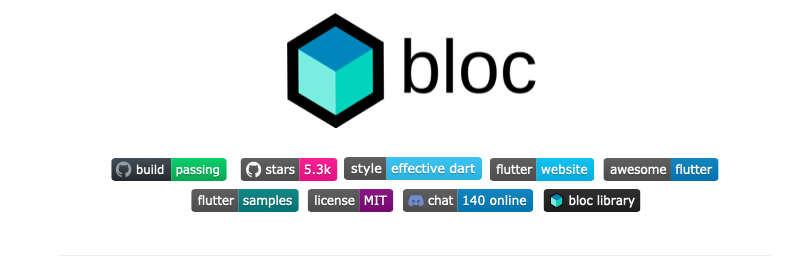 bloc
build passing stars 5.3k style effective dart flutter website awesome flutter
flutter samples license MIT chat 140 online bloc library